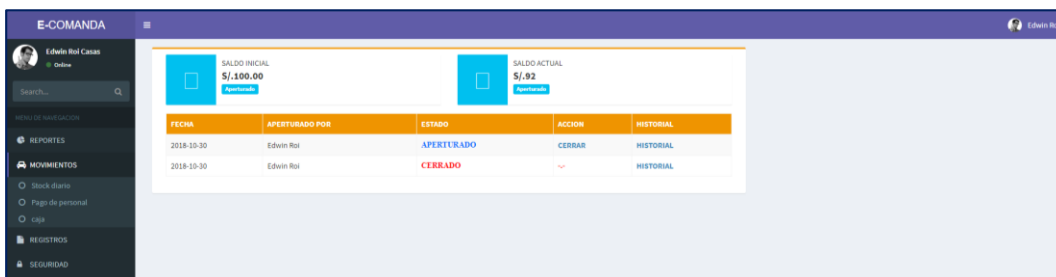 E-COMANDA
Edwin Ro
Edwin Roi Casas
Online
Search...
MENU DE NAVEGACION
REPORTES
MOVIMIENTOS
Stock diario
Pago de personal
caja
REGISTROS
SEGURIDAD
SALDO INICIAL
S/.100.00
Aperturado
SALDO ACTUAL
S/.92
Aperturado
FECHA APERTURADO POR ESTADO ACCION HISTORIAL
2018-10-30 Edwin Roi APERTURADO CERRAR HISTORIAL
2018-10-30 Edwin Roi CERRADO -.- HISTORIAL